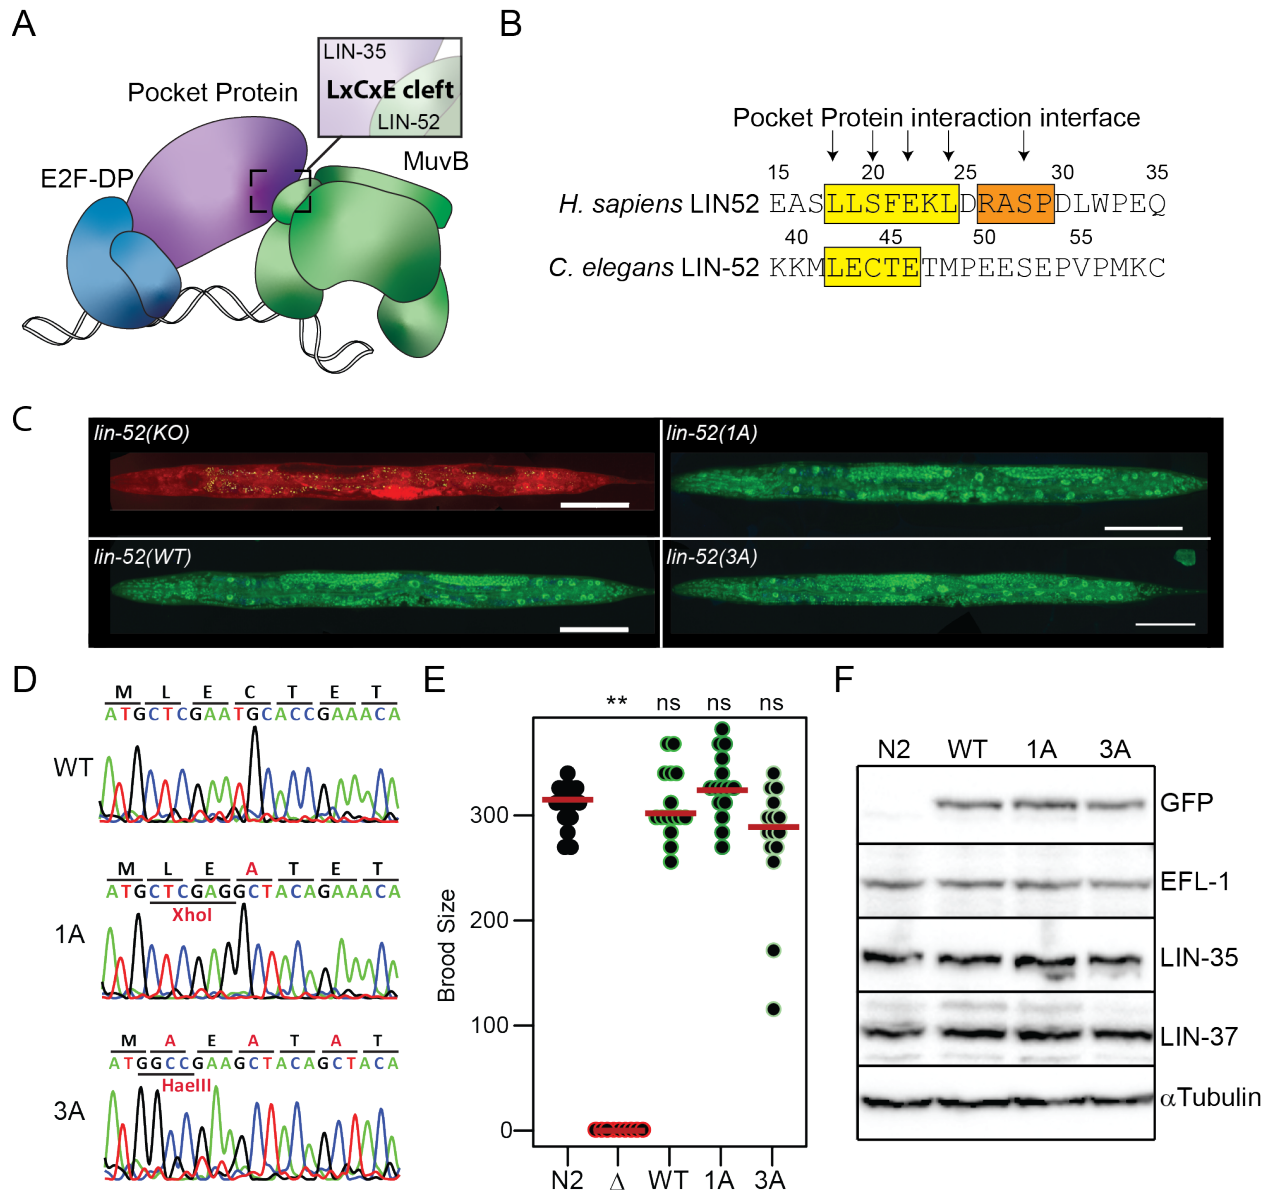 A
LIN-35
LxCxE cleft
LIN-52
Pocket Protein
MuvB
E2F-DP
B
Pocket Protein interaction interface
15 20 25 30 35
H. sapiens LIN52 EASLLSFEKLDRASPDLWPEQ
40 45 50 55
C. elegans LIN-52 KKMLECTETMPEESEPVPMKC
C
lin-52(KO)
lin-52(1A)
lin-52(WT)
lin-52(3A)
D
M L E C T E T
ATGCTCGAATGCACCGAAACA
WT
M L E A T E T
ATGCTCGAGGCTACAGAAACA
XhoI
1A
M A E A T A T
ATGGCCGAAGCTACAGCTACA
HaeIII
3A
E
** ns ns ns
Brood Size
300
200
100
0
N2 Δ WT 1A 3A
F
N2 WT 1A 3A
GFP
EFL-1
LIN-35
LIN-37
αTubulin